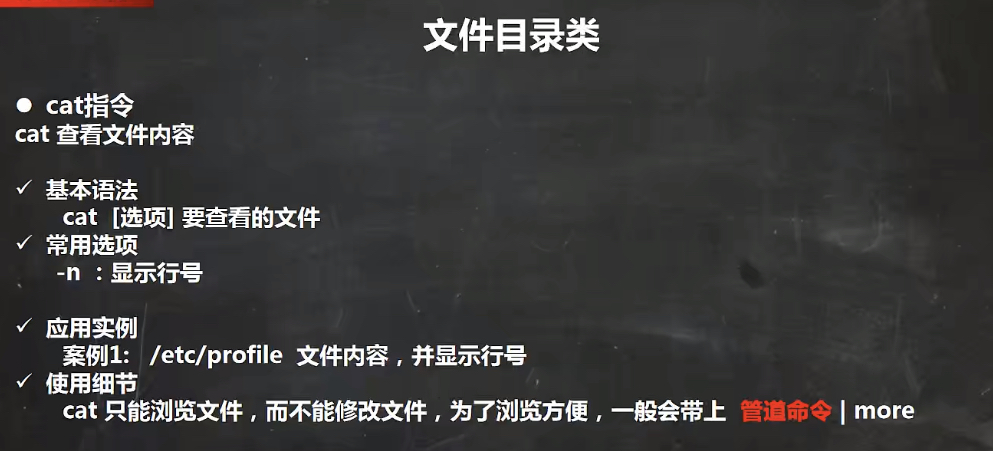 文件目录类
● cat指令
cat 查看文件内容
✓ 基本语法
cat [选项] 要查看的文件
✓ 常用选项
-n ：显示行号
✓ 应用实例
案例1: /etc/profile 文件内容，并显示行号
✓ 使用细节
cat 只能浏览文件，而不能修改文件，为了浏览方便，一般会带上 管道命令 | more